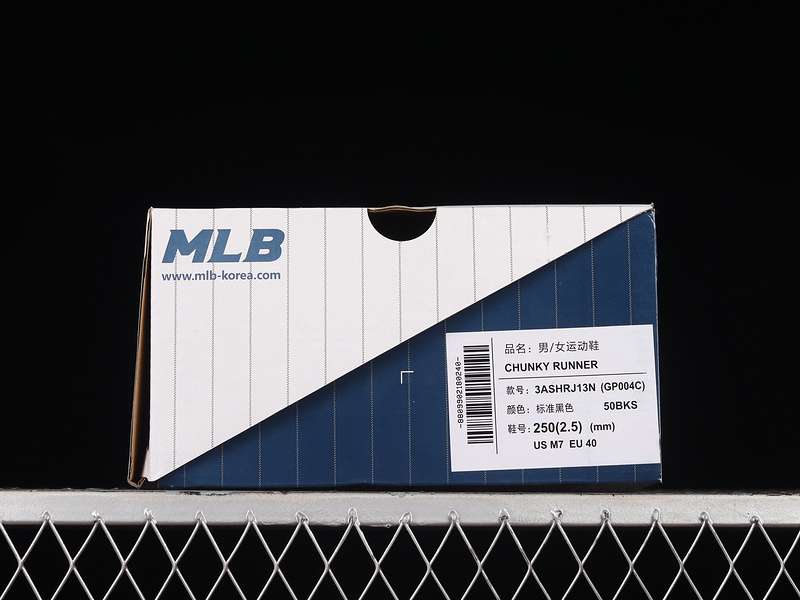 MLB
www.mlb-korea.com
-8809902180240-
品名：男/女运动鞋
CHUNKY RUNNER
款号：3ASHRJ13N (GP004C)
颜色：标准黑色 50BKS
鞋号：250(2.5) (mm)
US M7 EU 40